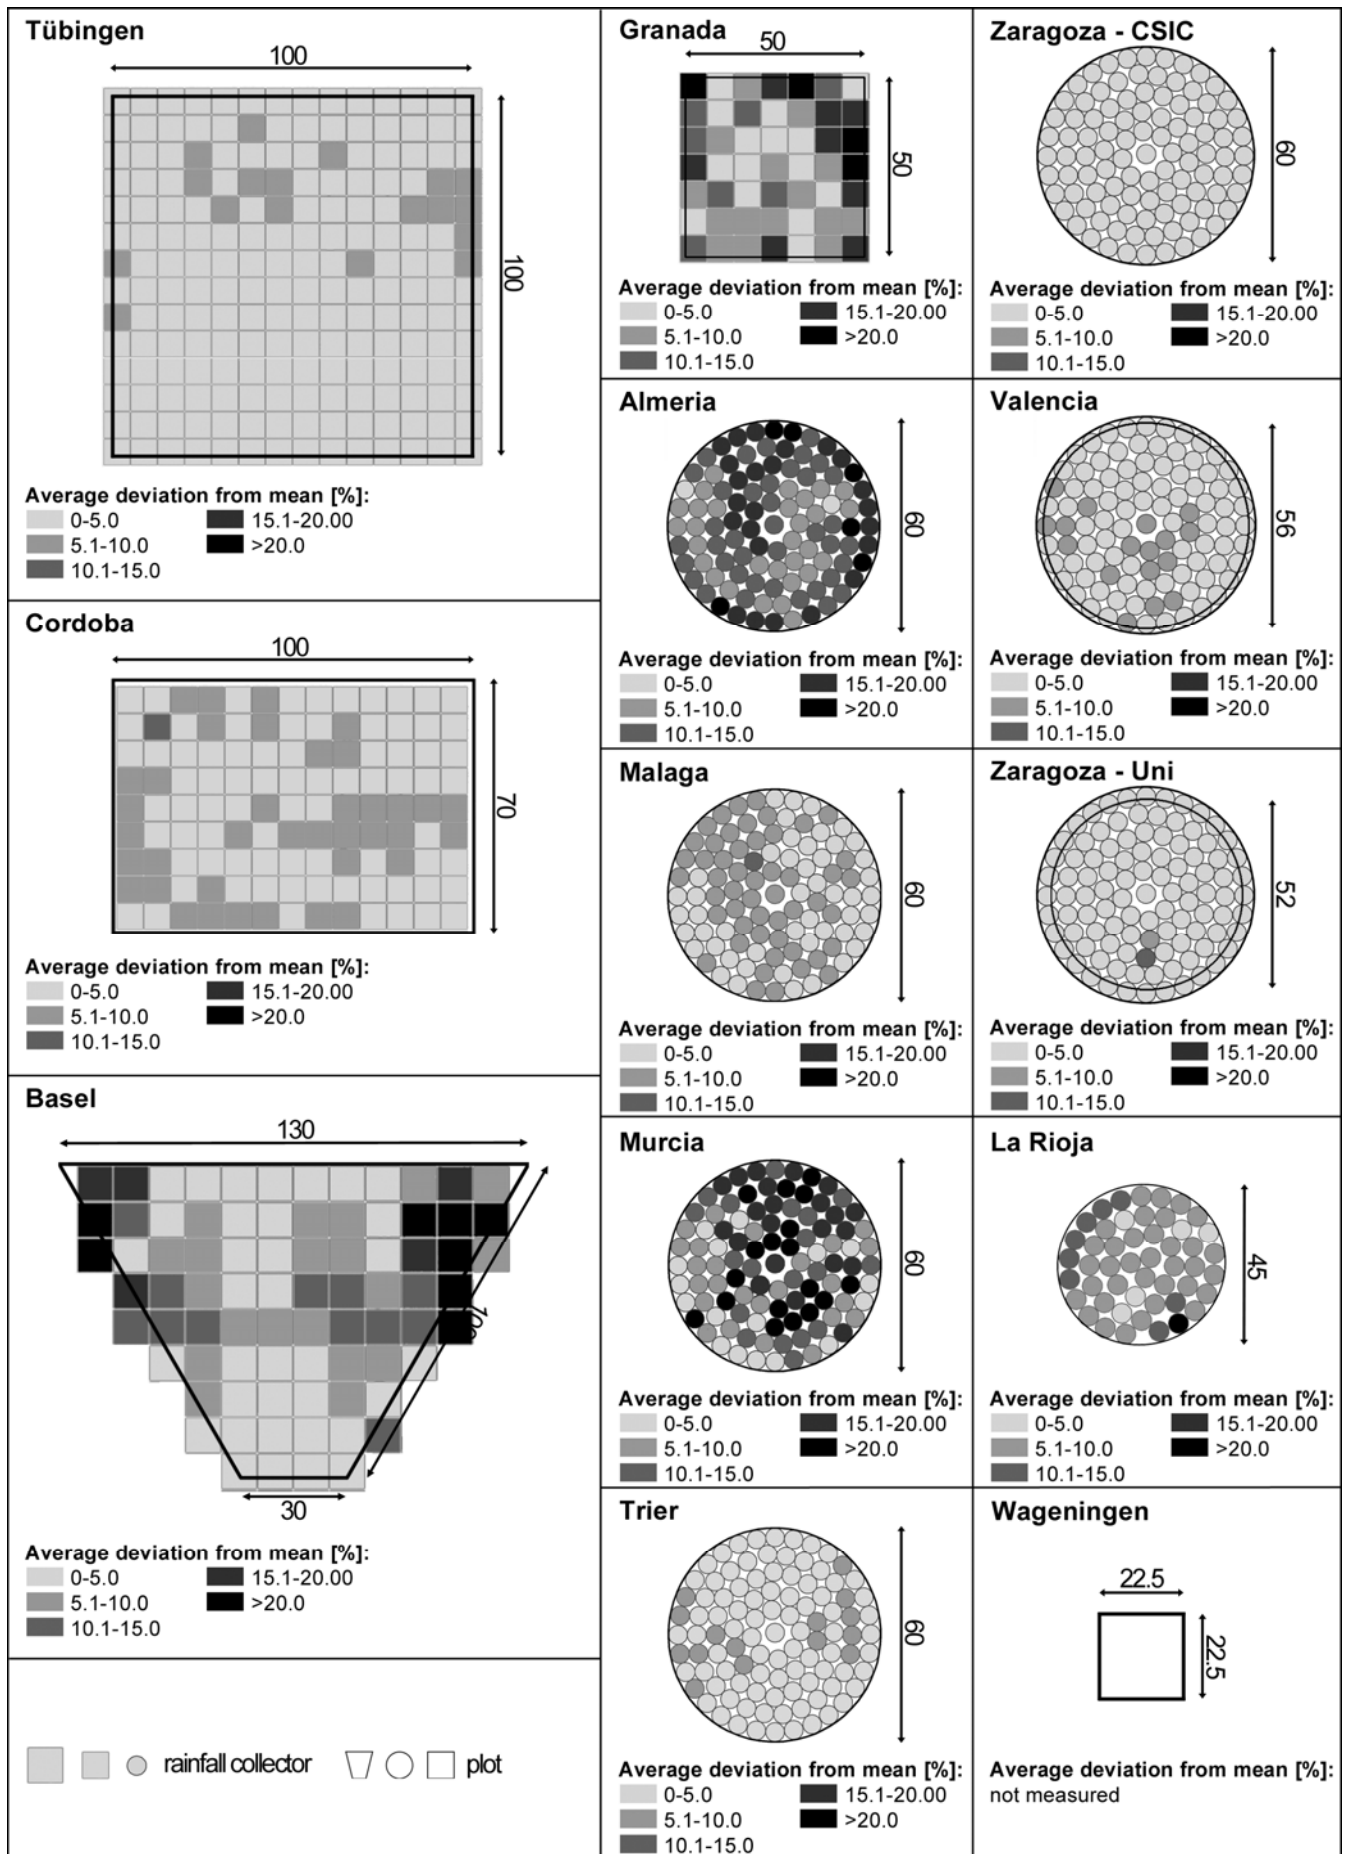 Tübingen
100
100
Average deviation from mean [%]:
0-5.0 15.1-20.00
5.1-10.0 >20.0
10.1-15.0
Cordoba
100
70
Average deviation from mean [%]:
0-5.0 15.1-20.00
5.1-10.0 >20.0
10.1-15.0
Basel
130
100
30
Average deviation from mean [%]:
0-5.0 15.1-20.00
5.1-10.0 >20.0
10.1-15.0
rainfall collector plot
Granada
50
50
Average deviation from mean [%]:
0-5.0 15.1-20.00
5.1-10.0 >20.0
10.1-15.0
Almeria
60
Average deviation from mean [%]:
0-5.0 15.1-20.00
5.1-10.0 >20.0
10.1-15.0
Malaga
60
Average deviation from mean [%]:
0-5.0 15.1-20.00
5.1-10.0 >20.0
10.1-15.0
Murcia
60
Average deviation from mean [%]:
0-5.0 15.1-20.00
5.1-10.0 >20.0
10.1-15.0
Trier
60
Average deviation from mean [%]:
0-5.0 15.1-20.00
5.1-10.0 >20.0
10.1-15.0
Zaragoza - CSIC
60
Average deviation from mean [%]:
0-5.0 15.1-20.00
5.1-10.0 >20.0
10.1-15.0
Valencia
56
Average deviation from mean [%]:
0-5.0 15.1-20.00
5.1-10.0 >20.0
10.1-15.0
Zaragoza - Uni
52
Average deviation from mean [%]:
0-5.0 15.1-20.00
5.1-10.0 >20.0
10.1-15.0
La Rioja
45
Average deviation from mean [%]:
0-5.0 15.1-20.00
5.1-10.0 >20.0
10.1-15.0
Wageningen
22.5
22.5
Average deviation from mean [%]:
not measured